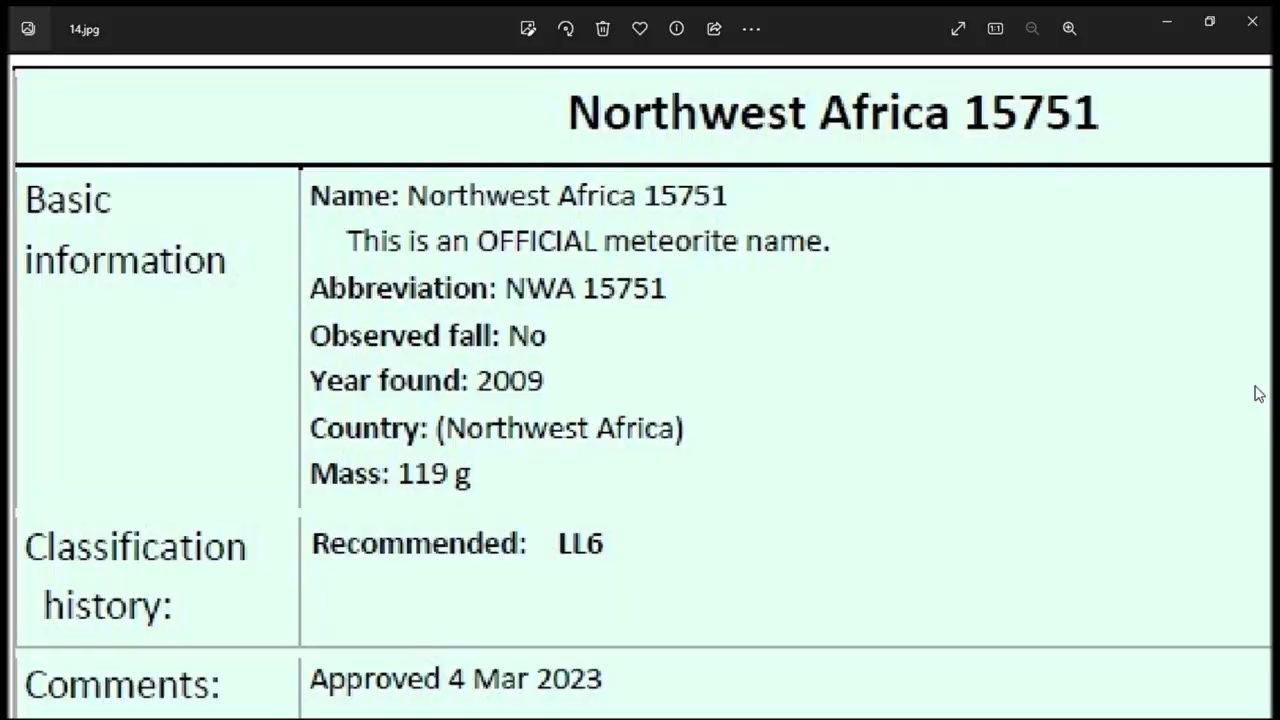 14.jpg
1:1
Northwest Africa 15751
Basic
information
Name: Northwest Africa 15751
This is an OFFICIAL meteorite name.
Abbreviation: NWA 15751
Observed fall: No
Year found: 2009
Country: (Northwest Africa)
Mass: 119 g
Classification
history:
Recommended: LL6
Comments:
Approved 4 Mar 2023